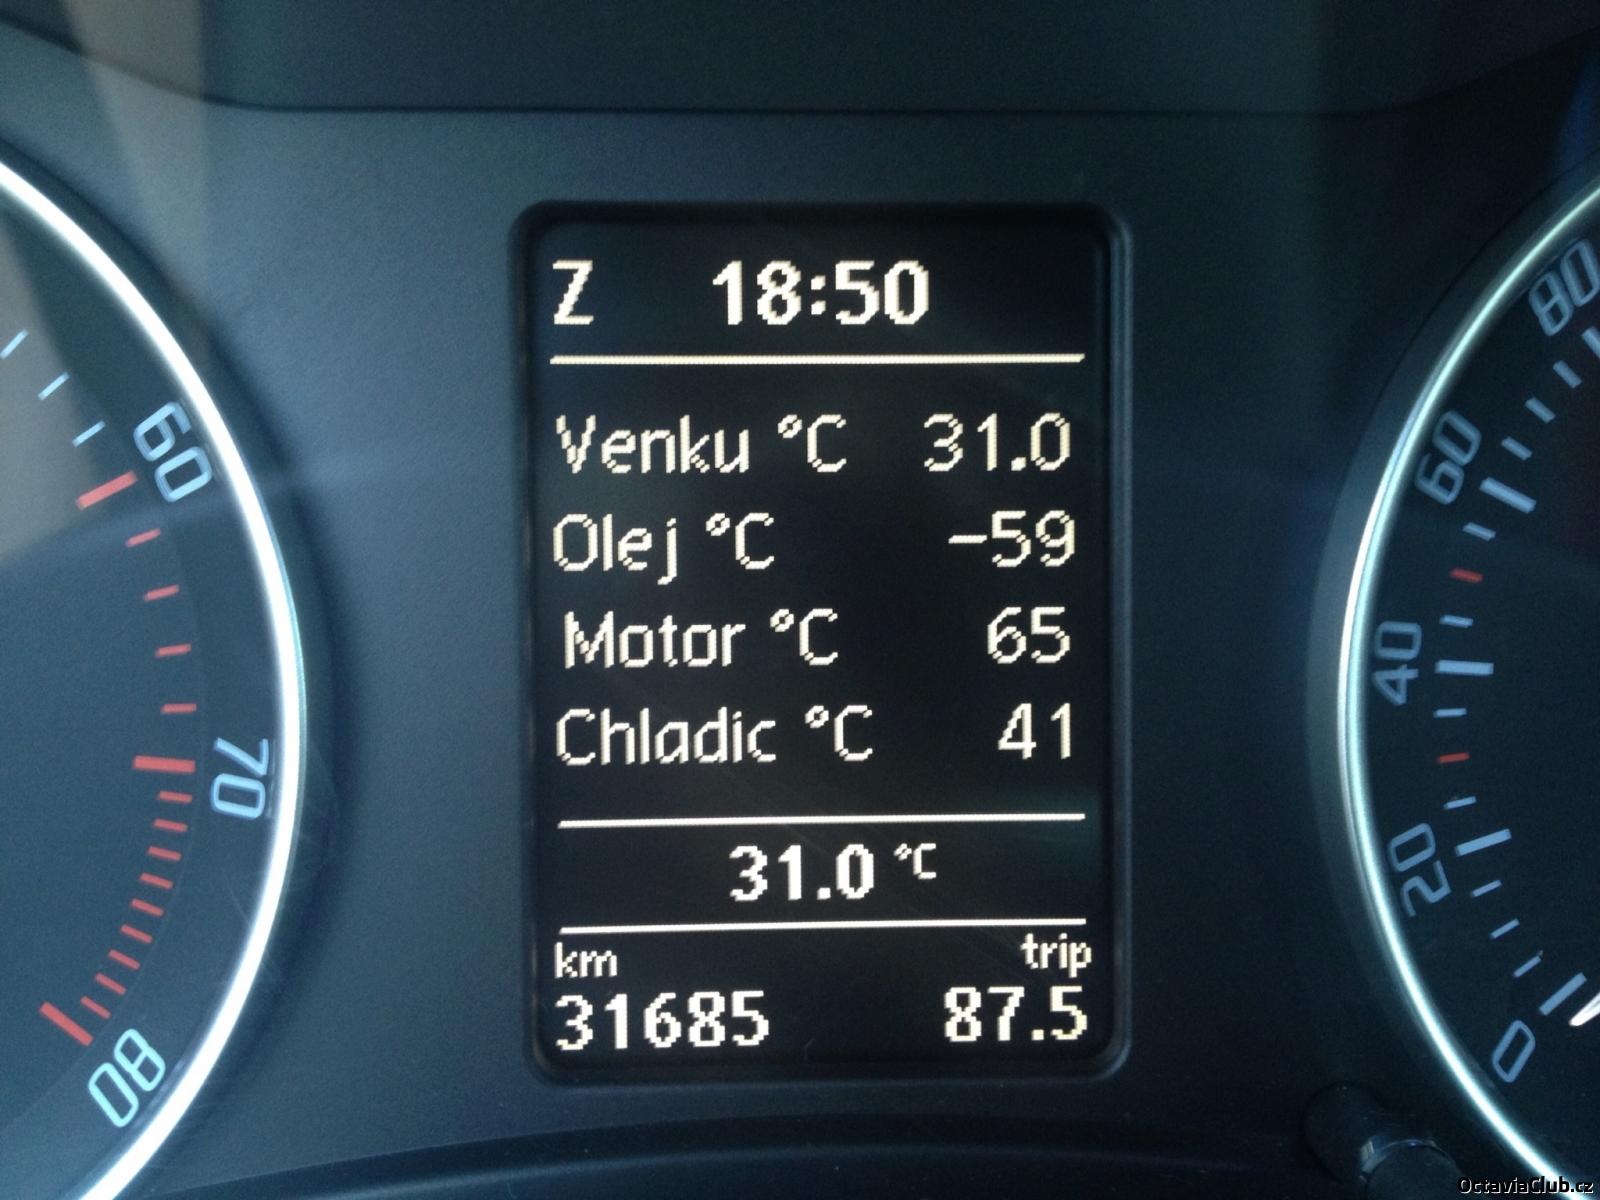 Z 18:50
Venku °C 31.0
Olej °C -59
Motor °C 65
Chladic °C 41
31.0 °C
km trip
31685 87.5
60
70
80
80
60
40
20
0
OctaviaClub.cz